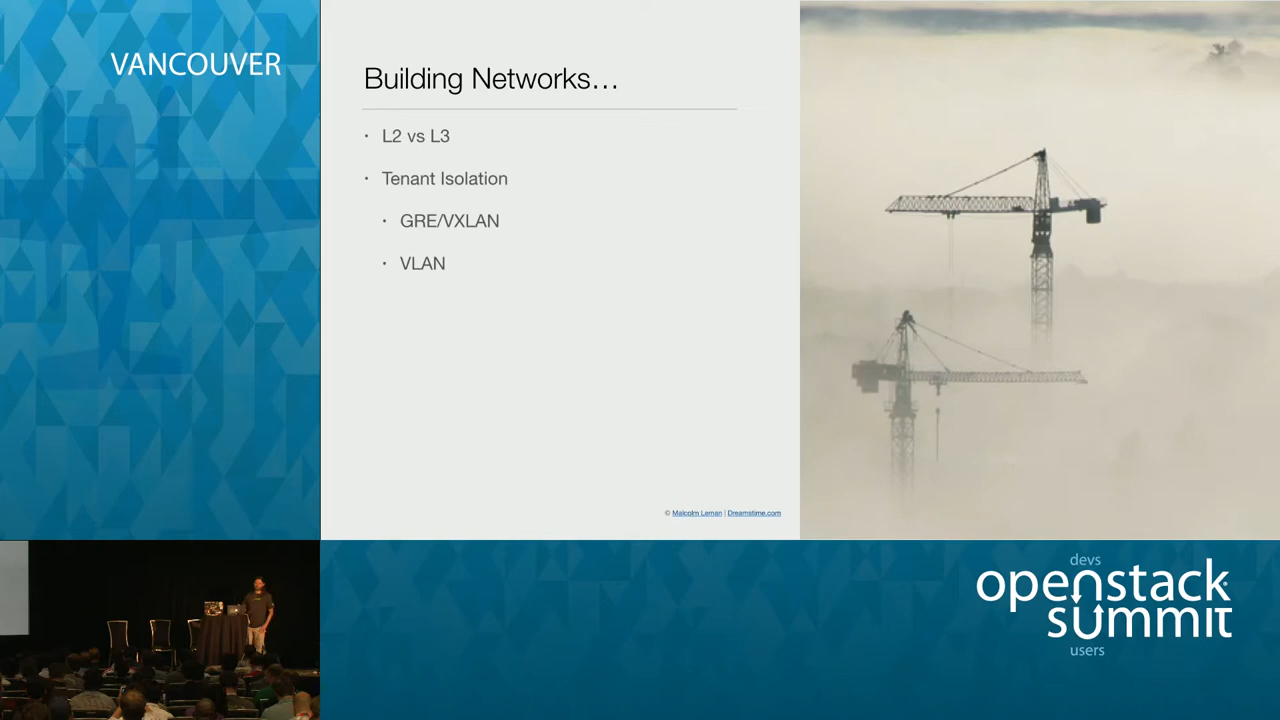 VANCOUVER
Building Networks…
• L2 vs L3
• Tenant Isolation
• GRE/VXLAN
• VLAN
© Malcolm Leman | Dreamstime.com
devs
openstack
summit
users